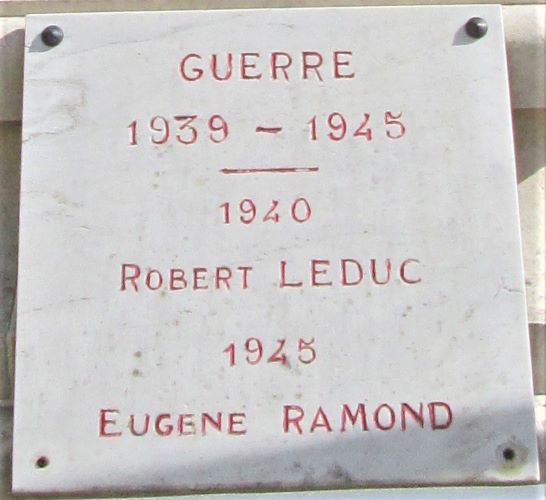 GUERRE
1939 - 1945
1940
ROBERT LEDUC
1945
EUGENE RAMOND